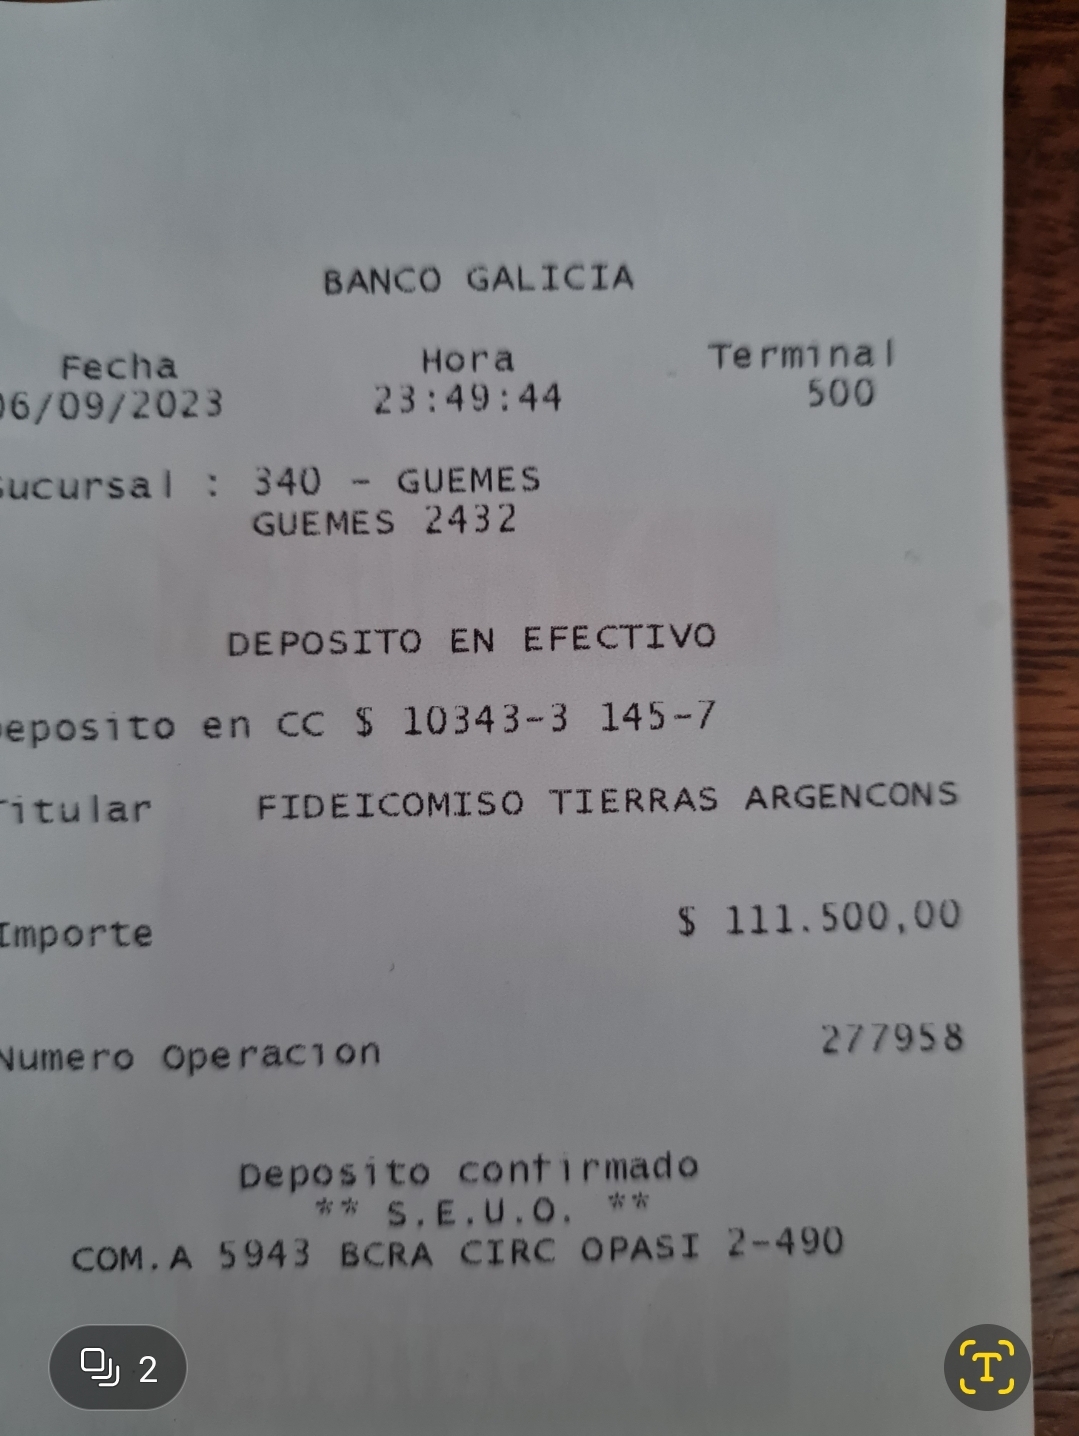 BANCO GALICIA
Fecha Hora Terminal
06/09/2023 23:49:44 500
Sucursal : 340 - GUEMES
GUEMES 2432
DEPOSITO EN EFECTIVO
Deposito en CC $ 10343-3 145-7
Titular FIDEICOMISO TIERRAS ARGENCONS
Importe $ 111.500,00
Numero Operacion 277958
Deposito confirmado
** S.E.U.O. **
COM.A 5943 BCRA CIRC OPASI 2-490
2
T